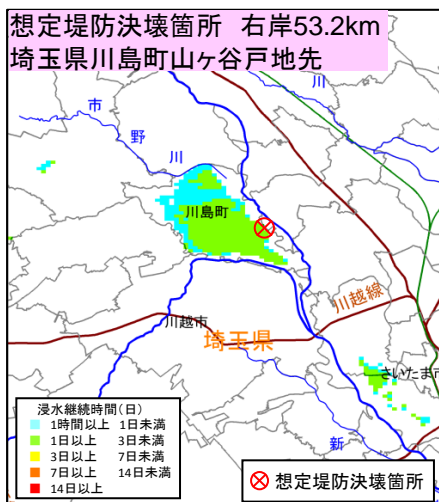 想定堤防決壊箇所 右岸53.2km
埼玉県川島町山ヶ谷戸地先
川
市
野
川
川島町
川越線
川越市
埼玉県
さいたま市
新
浸水継続時間(日)
1時間以上 1日未満
1日以上 3日未満
3日以上 7日未満
7日以上 14日未満
14日以上
想定堤防決壊箇所